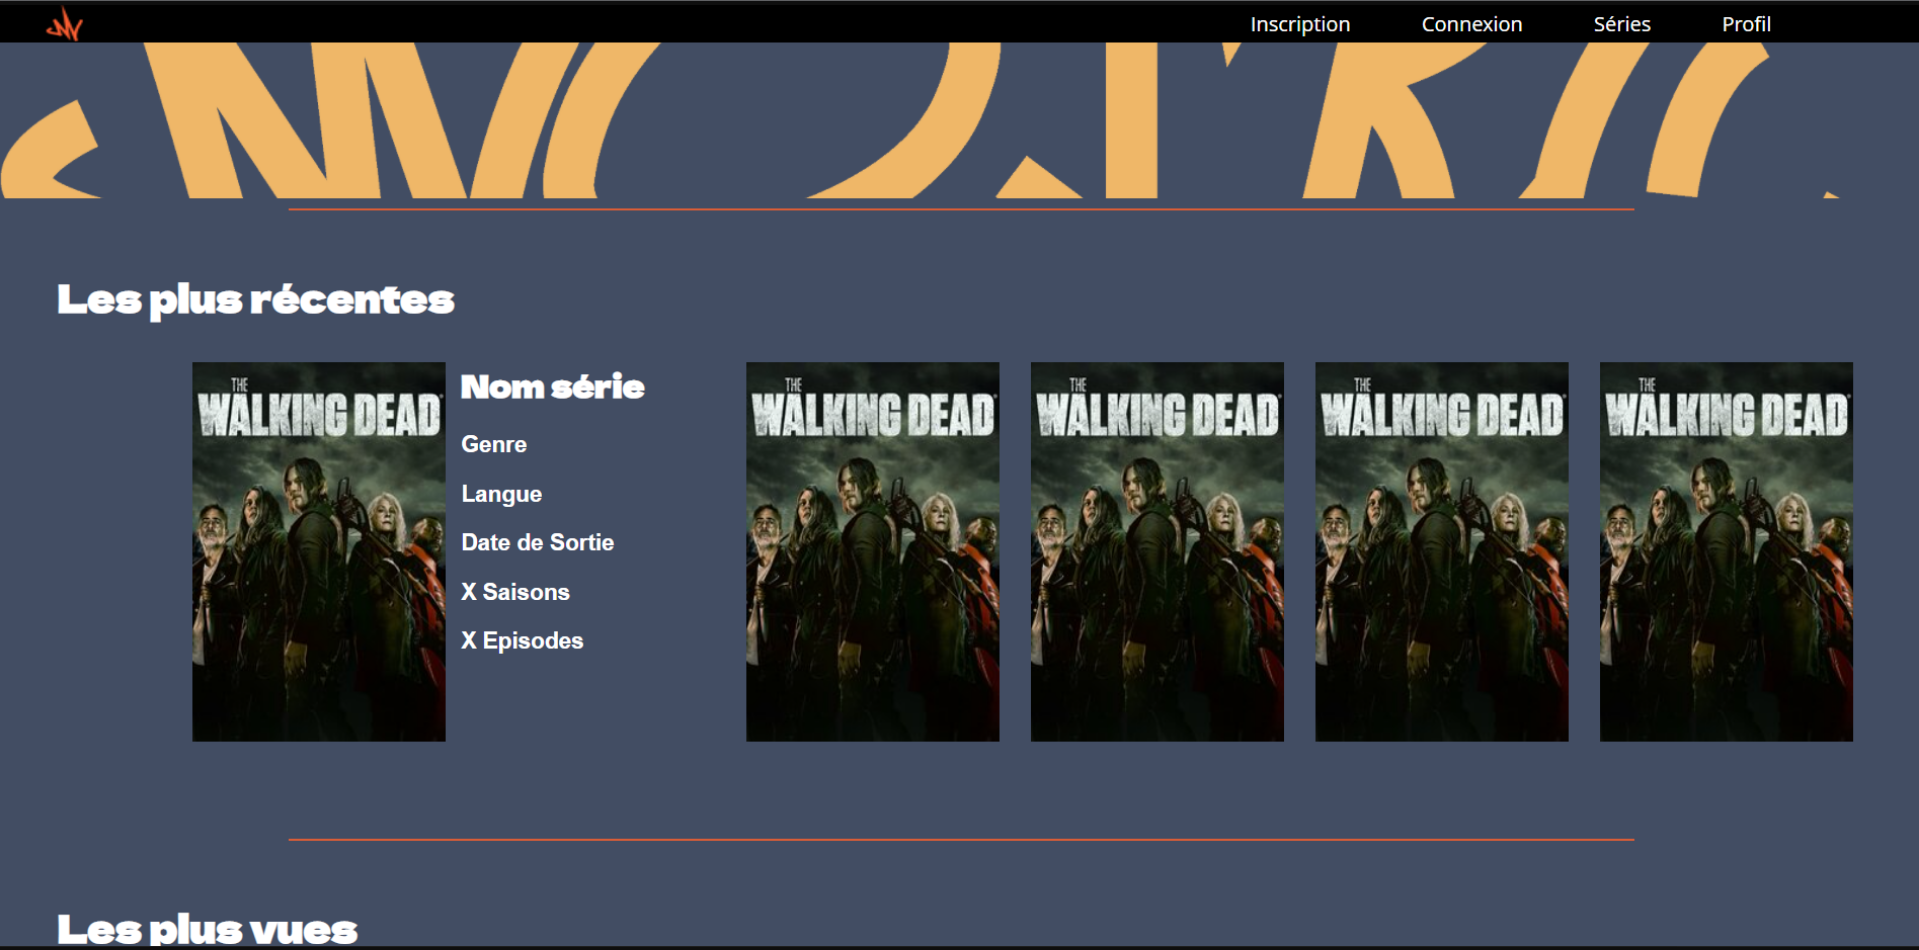 Inscription Connexion Séries Profil
Les plus récentes
THE
WALKING DEAD
Nom série
Genre
Langue
Date de Sortie
X Saisons
X Episodes
THE
WALKING DEAD
THE
WALKING DEAD
THE
WALKING DEAD
THE
WALKING DEAD
Les plus vues